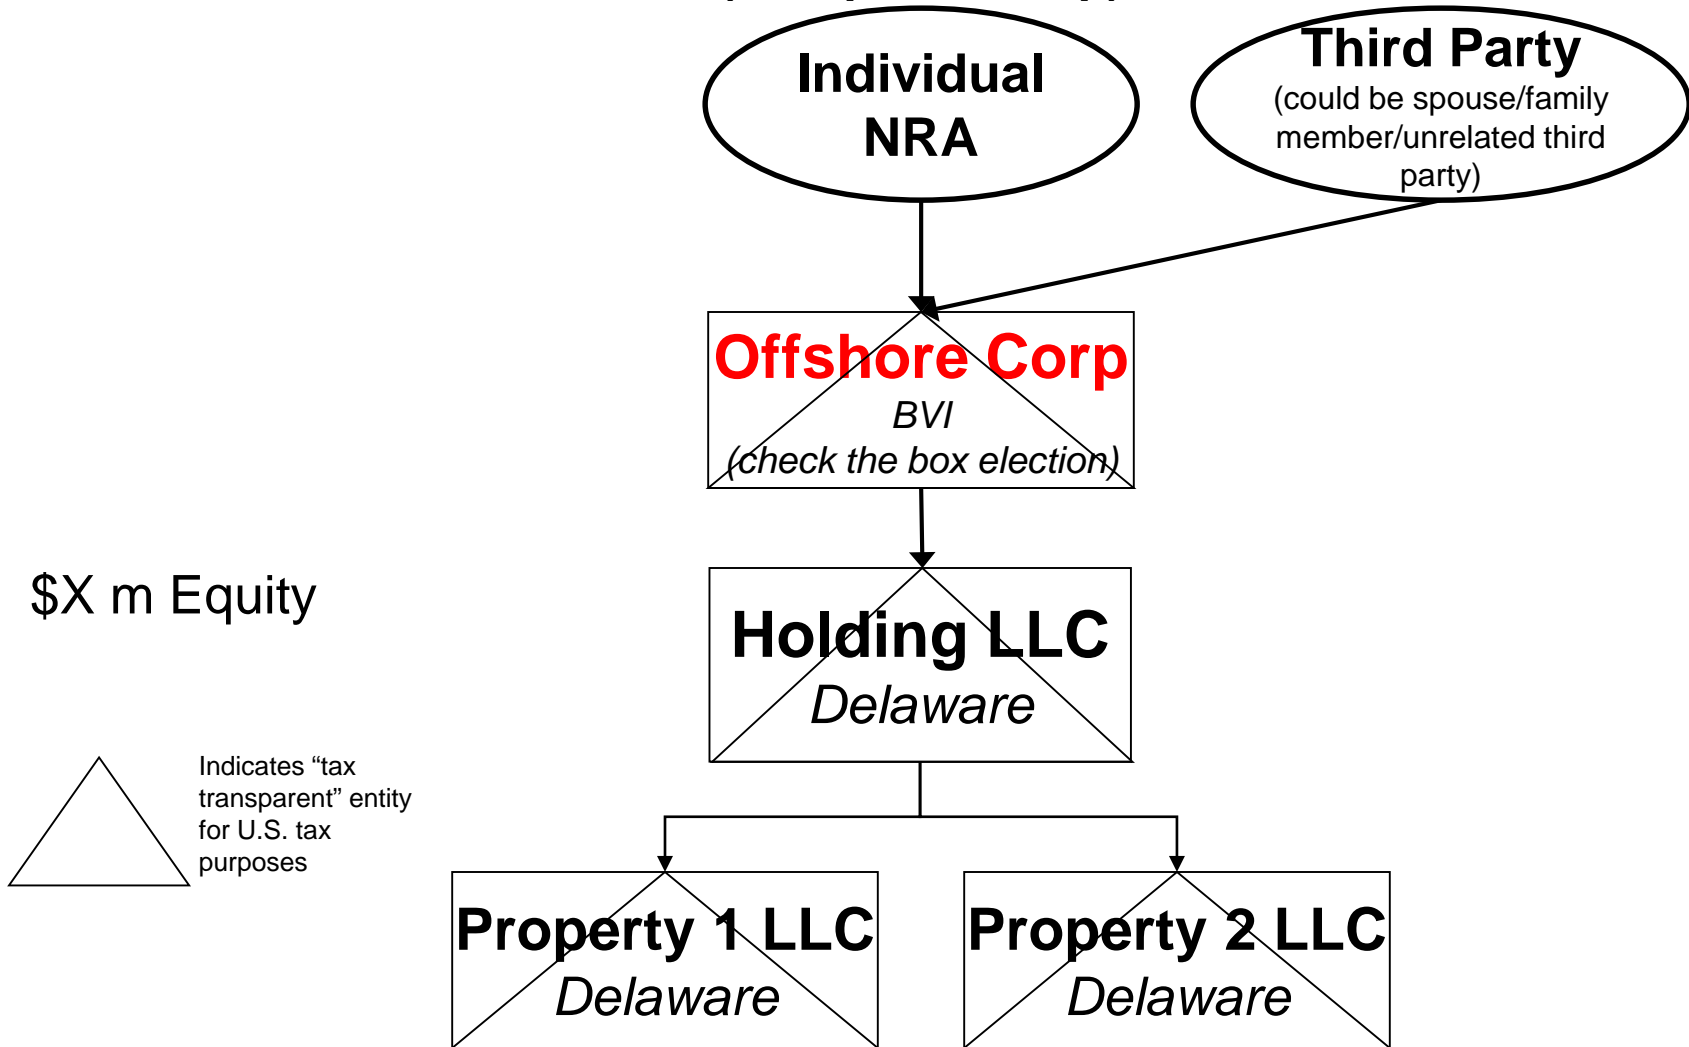 Individual
NRA
Third Party
(could be spouse/family
member/unrelated third
party)
Offshore Corp
BVI
(check the box election)
$X m Equity
Holding LLC
Delaware
Indicates “tax
transparent” entity
for U.S. tax
purposes
Property 1 LLC
Delaware
Property 2 LLC
Delaware